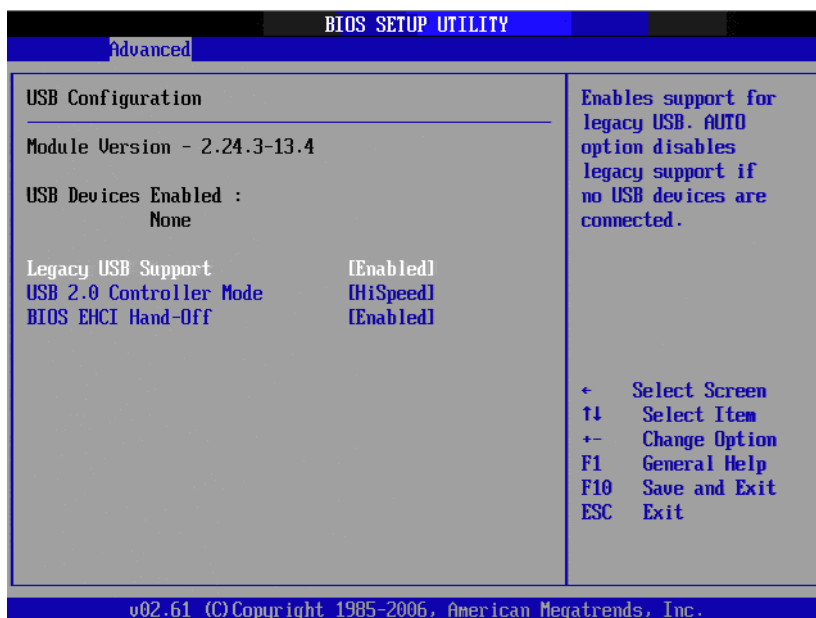 BIOS SETUP UTILITY
Advanced
USB Configuration
Module Version - 2.24.3-13.4
USB Devices Enabled :
None
Legacy USB Support [Enabled]
USB 2.0 Controller Mode [HiSpeed]
BIOS EHCI Hand-Off [Enabled]
Enables support for
legacy USB. AUTO
option disables
legacy support if
no USB devices are
connected.
← Select Screen
↑↓ Select Item
+- Change Option
F1 General Help
F10 Save and Exit
ESC Exit
v02.61 (C)Copyright 1985-2006, American Megatrends, Inc.